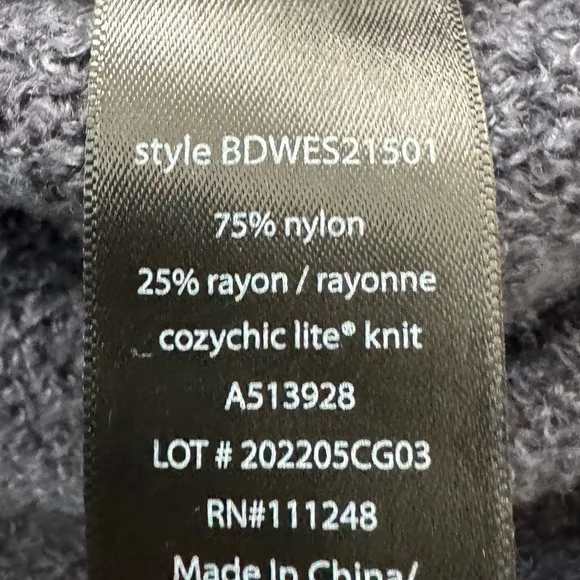 style BDWES21501
75% nylon
25% rayon / rayonne
cozychic lite® knit
A513928
LOT # 202205CG03
RN#111248
Made In China/